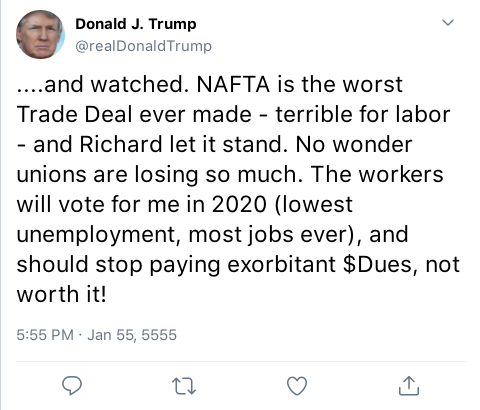 Donald J. Trump
@realDonaldTrump
....and watched. NAFTA is the worst
Trade Deal ever made - terrible for labor
- and Richard let it stand. No wonder
unions are losing so much. The workers
will vote for me in 2020 (lowest
unemployment, most jobs ever), and
should stop paying exorbitant $Dues, not
worth it!
5:55 PM · Jan 55, 5555